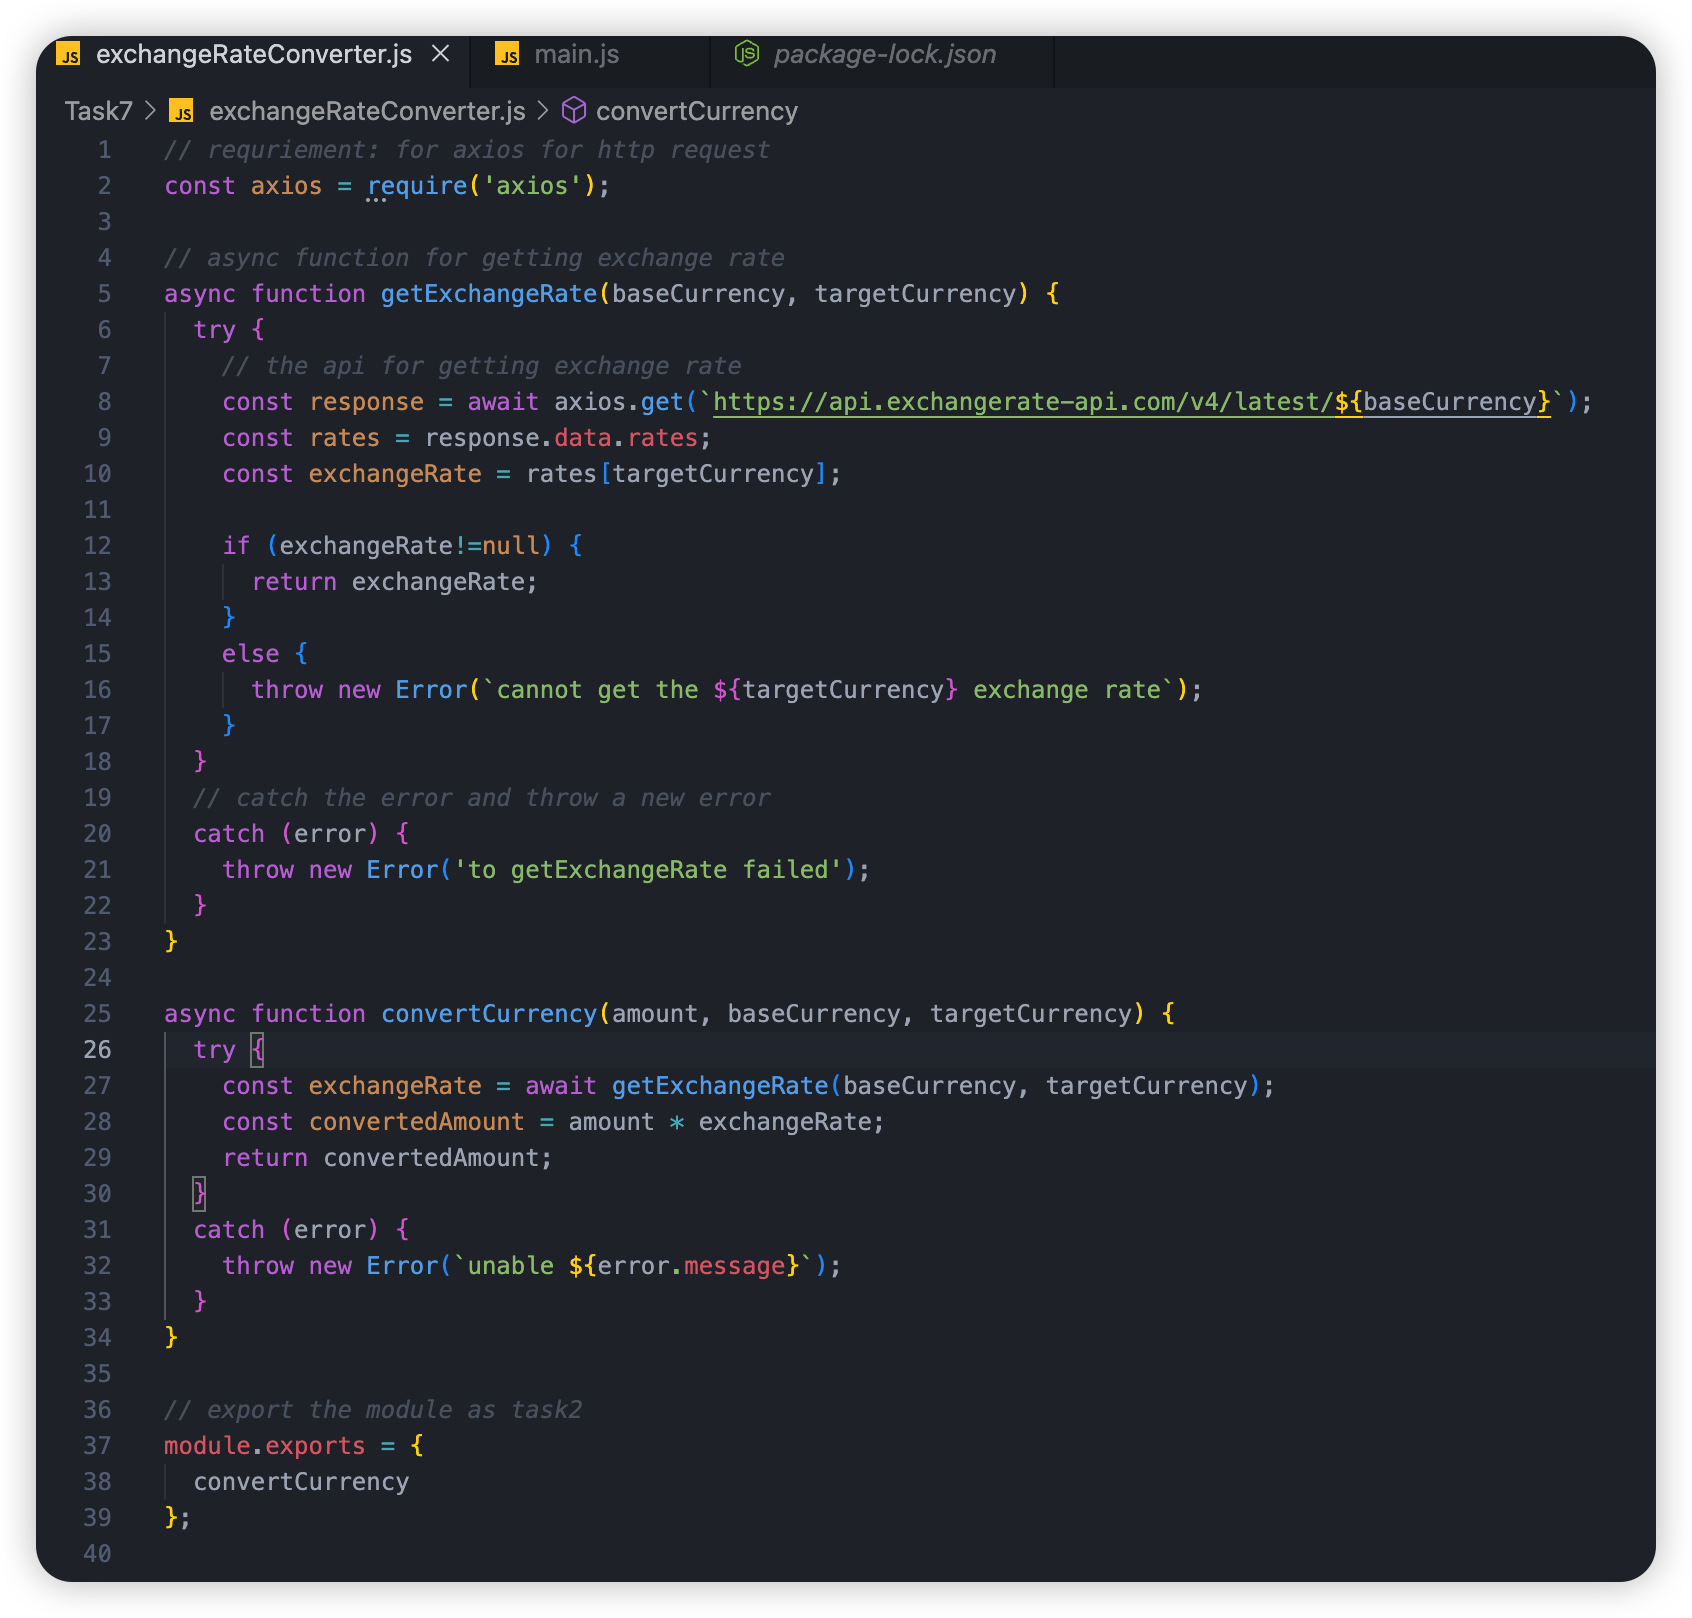 JS exchangeRateConverter.js × JS main.js JS package-lock.json
Task7 > JS exchangeRateConverter.js > convertCurrency
1 // requriement: for axios for http request
2 const axios = require('axios');
3
4 // async function for getting exchange rate
5 async function getExchangeRate(baseCurrency, targetCurrency) {
6 try {
7 // the api for getting exchange rate
8 const response = await axios.get(`https://api.exchangerate-api.com/v4/latest/${baseCurrency}`);
9 const rates = response.data.rates;
10 const exchangeRate = rates[targetCurrency];
11
12 if (exchangeRate!=null) {
13 return exchangeRate;
14 }
15 else {
16 throw new Error(`cannot get the ${targetCurrency} exchange rate`);
17 }
18 }
19 // catch the error and throw a new error
20 catch (error) {
21 throw new Error('to getExchangeRate failed');
22 }
23 }
24
25 async function convertCurrency(amount, baseCurrency, targetCurrency) {
26 try {
27 const exchangeRate = await getExchangeRate(baseCurrency, targetCurrency);
28 const convertedAmount = amount * exchangeRate;
29 return convertedAmount;
30 }
31 catch (error) {
32 throw new Error(`unable ${error.message}`);
33 }
34 }
35
36 // export the module as task2
37 module.exports = {
38 convertCurrency
39 };
40